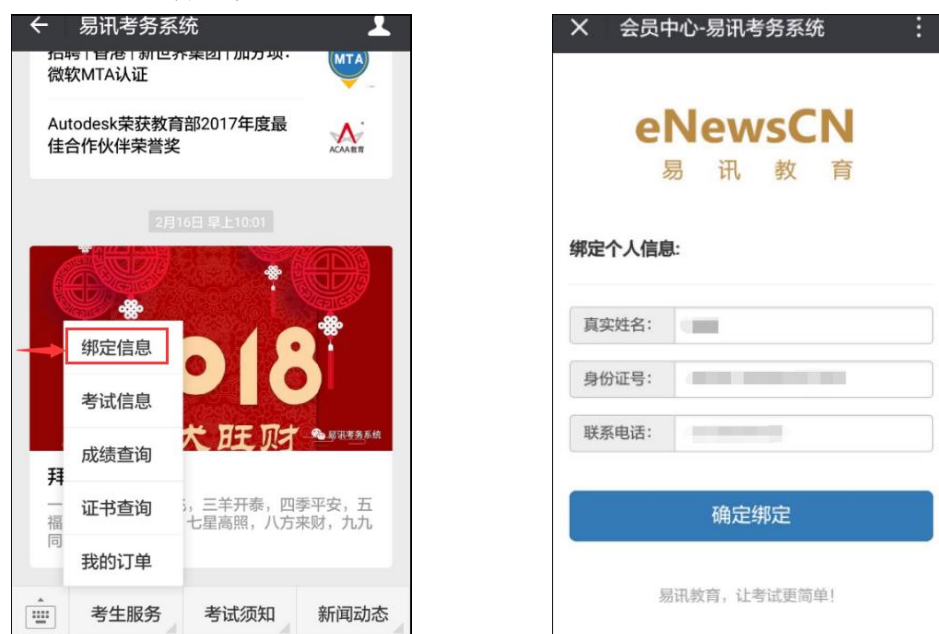 易讯考务系统
招聘|香港|新世界集团|加分项:
微软MTA认证
MTA
Autodesk荣获教育部2017年度最
佳合作伙伴荣誉奖
ACAA教育
2月16日 早上10:01
2018
犬旺财
易讯考务系统
绑定信息
考试信息
成绩查询
证书查询
我的订单
拜
一
，三羊开泰，四季平安，五
福
七星高照，八方来财，九九
同
考生服务
考试须知
新闻动态
会员中心-易讯考务系统
eNewsCN
易讯教育
绑定个人信息:
真实姓名:
身份证号:
联系电话:
确定绑定
易讯教育，让考试更简单！